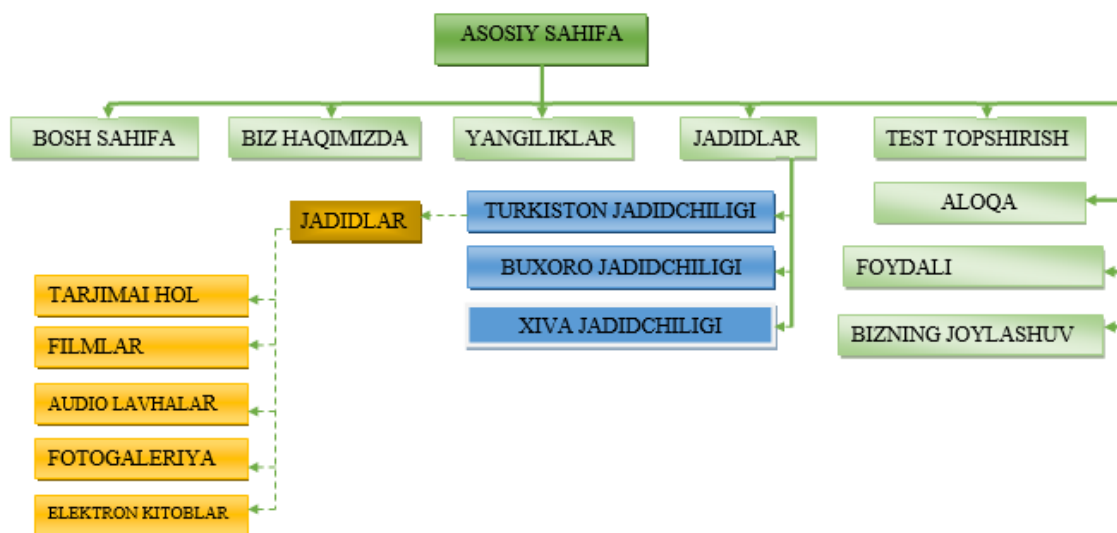 ASOSIY SAHIFA
BOSH SAHIFA
BIZ HAQIMIZDA
YANGILIKLAR
JADIDLAR
TEST TOPSHIRISH
ALOQA
FOYDALI
BIZNING JOYLASHUV
TURKISTON JADIDCHILIGI
BUXORO JADIDCHILIGI
XIVA JADIDCHILIGI
JADIDLAR
TARJIMAI HOL
FILMLAR
AUDIO LAVHALAR
FOTOGALERIYA
ELEKTRON KITOBLAR